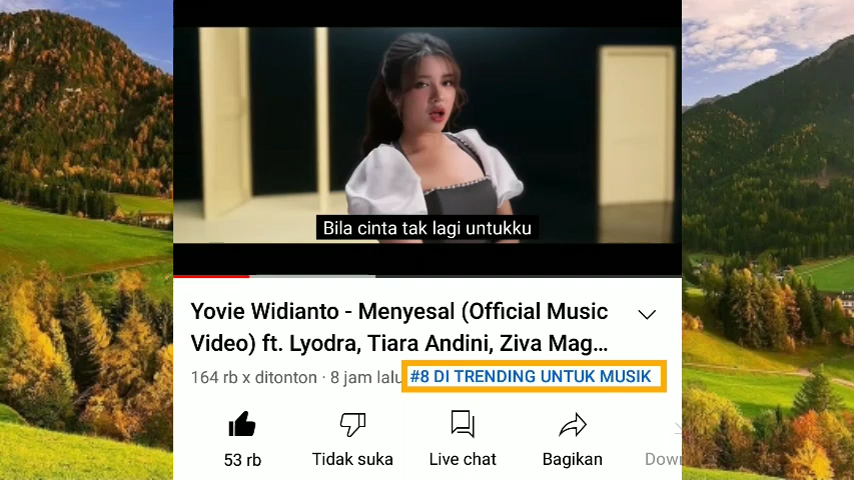 Bila cinta tak lagi untukku
Yovie Widianto - Menyesal (Official Music
Video) ft. Lyodra, Tiara Andini, Ziva Mag...
164 rb x ditonton · 8 jam lalu #8 DI TRENDING UNTUK MUSIK
53 rb Tidak suka Live chat Bagikan Down